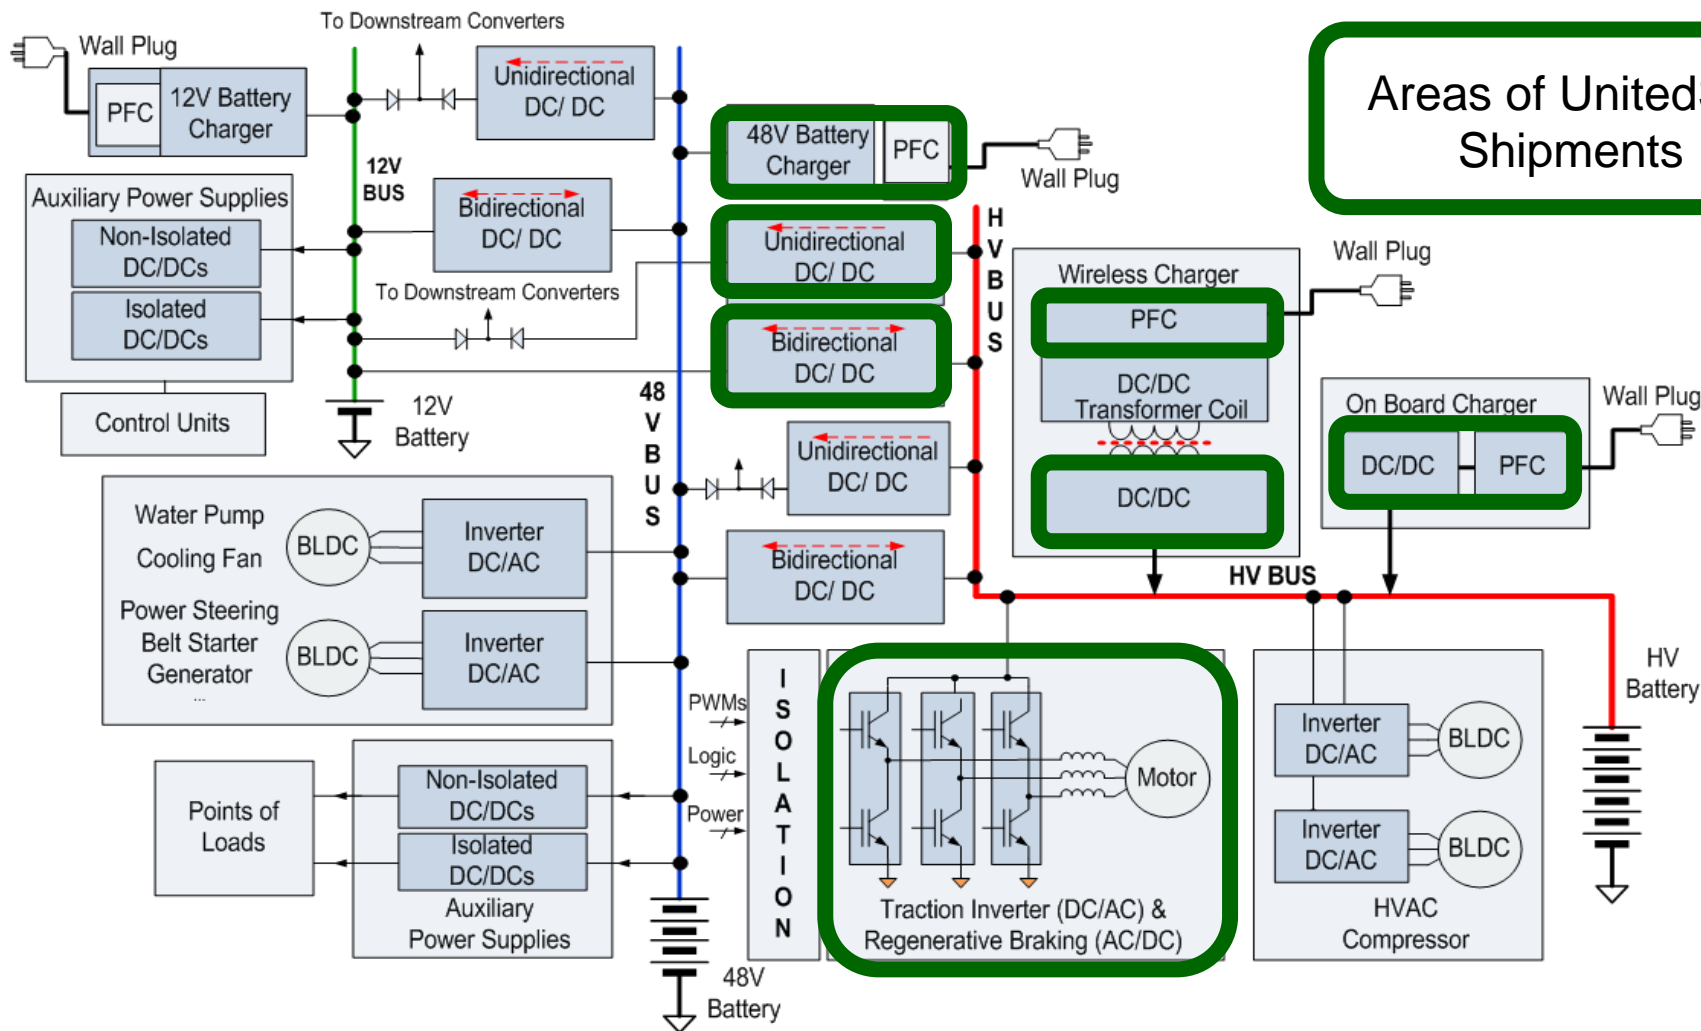 To Downstream Converters
Wall Plug
PFC
12V Battery
Charger
Unidirectional
DC/ DC
12V
BUS
48V Battery
Charger
PFC
Wall Plug
Areas of United
Shipments
Auxiliary Power Supplies
Non-Isolated
DC/DCs
Isolated
DC/DCs
Control Units
Bidirectional
DC/ DC
To Downstream Converters
12V
Battery
Unidirectional
DC/ DC
Bidirectional
DC/ DC
H
V
B
U
S
Wireless Charger
PFC
DC/DC
Transformer Coil
DC/DC
Wall Plug
On Board Charger
DC/DC
PFC
Wall Plug
48
V
B
U
S
Unidirectional
DC/ DC
Bidirectional
DC/ DC
HV BUS
Water Pump
Cooling Fan
BLDC
Inverter
DC/AC
Power Steering
Belt Starter
Generator
...
BLDC
Inverter
DC/AC
PWMs
Logic
Power
I
S
O
L
A
T
I
O
N
Motor
Traction Inverter (DC/AC) &
Regenerative Braking (AC/DC)
Inverter
DC/AC
BLDC
Inverter
DC/AC
BLDC
HVAC
Compressor
HV
Battery
Points of
Loads
Non-Isolated
DC/DCs
Isolated
DC/DCs
Auxiliary
Power Supplies
48V
Battery